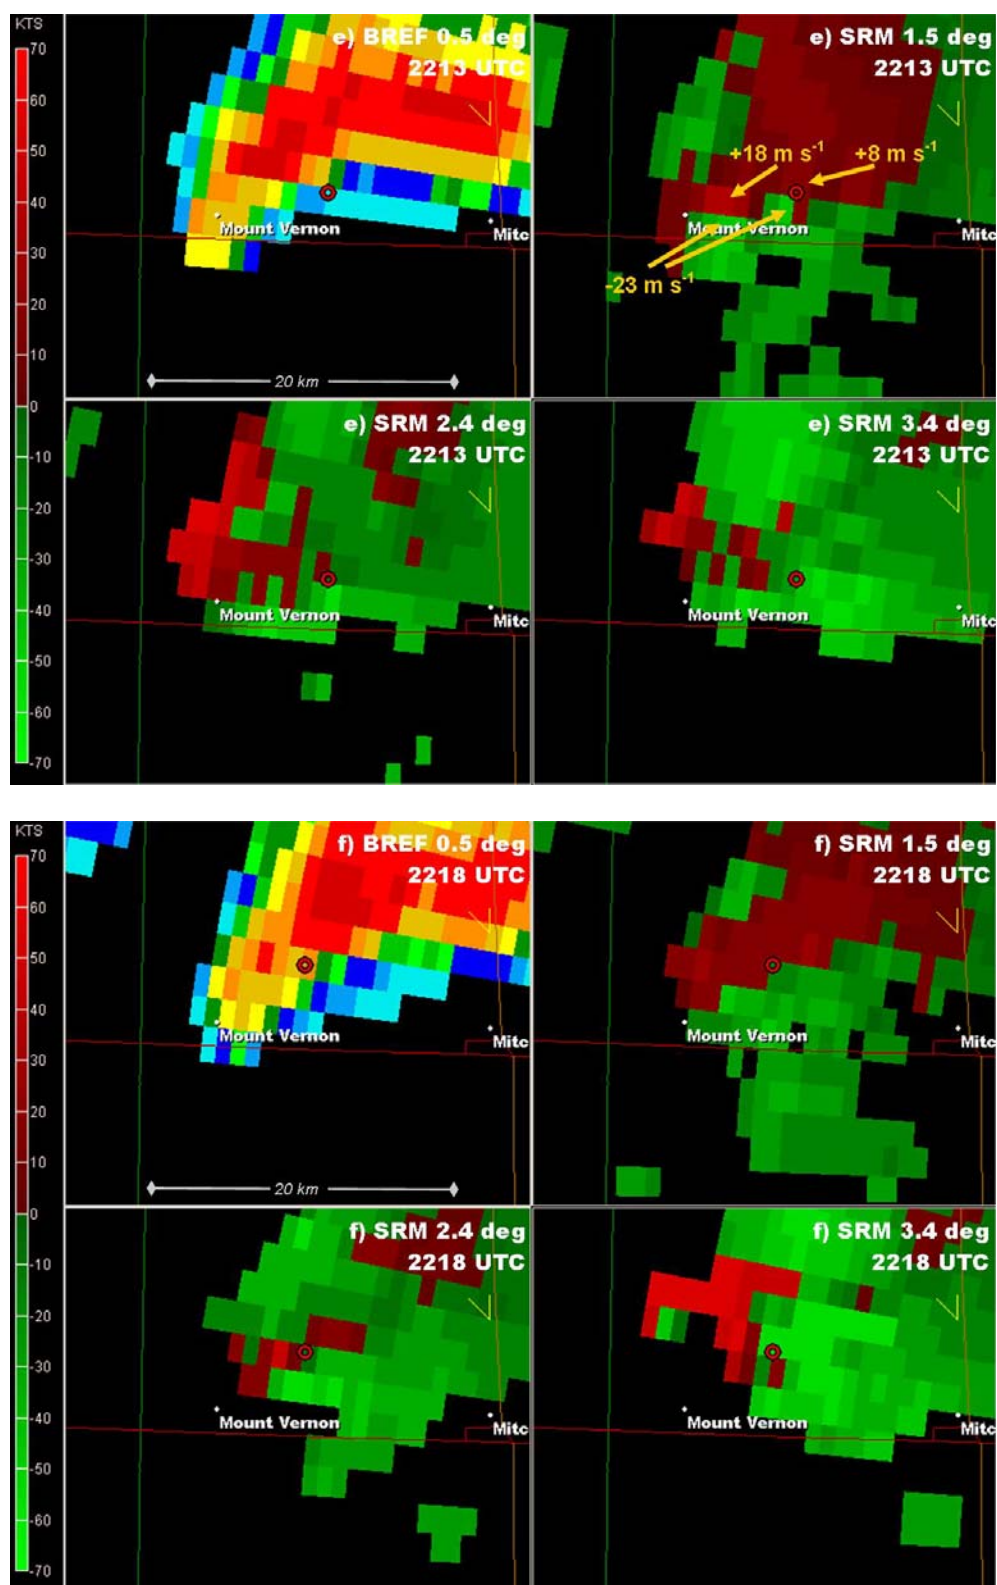 KTS
70
60
50
40
30
20
10
0
-10
-20
-30
-40
-50
-60
-70
e) BREF 0.5 deg
2213 UTC
Mount Vernon
Mitc
20 km
e) SRM 1.5 deg
2213 UTC
+18 m s⁻¹
+8 m s⁻¹
Mount Vernon
Mitc
-23 m s⁻¹
e) SRM 2.4 deg
2213 UTC
Mount Vernon
Mitc
e) SRM 3.4 deg
2213 UTC
Mount Vernon
Mitc
KTS
70
60
50
40
30
20
10
0
-10
-20
-30
-40
-50
-60
-70
f) BREF 0.5 deg
2218 UTC
Mount Vernon
Mitc
20 km
f) SRM 1.5 deg
2218 UTC
Mount Vernon
Mitc
f) SRM 2.4 deg
2218 UTC
Mount Vernon
Mitc
f) SRM 3.4 deg
2218 UTC
Mount Vernon
Mitc